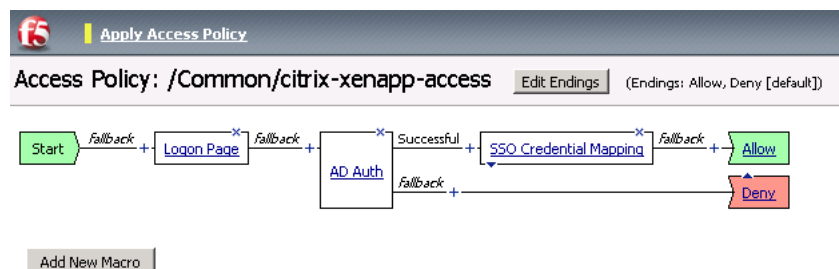 f5 Apply Access Policy
Access Policy: /Common/citrix-xenapp-access Edit Endings (Endings: Allow, Deny [default])
Start fallback + Logon Page fallback + AD Auth Successful + SSO Credential Mapping fallback + Allow
fallback + Deny
Add New Macro